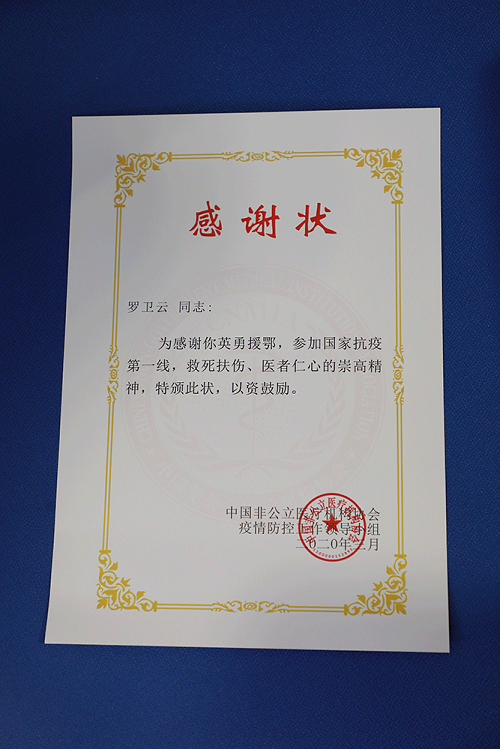 感谢状
罗卫云 同志：
为感谢你英勇援鄂，参加国家抗疫
第一线，救死扶伤、医者仁心的崇高精
神，特颁此状，以资鼓励。
中国非公立医疗机构协会
疫情防控工作领导小组
二〇二〇年 月